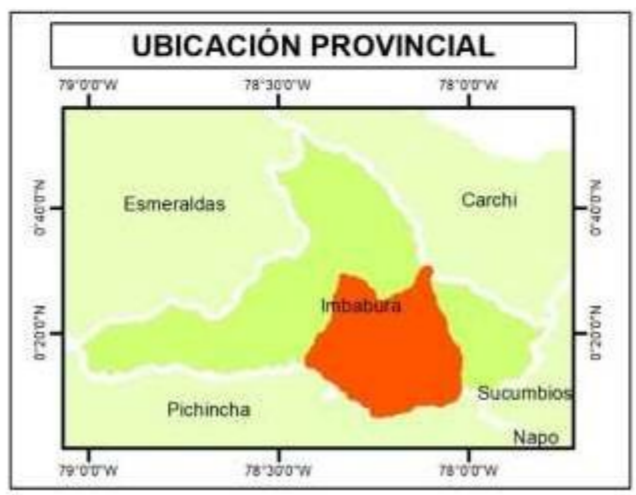 UBICACIÓN PROVINCIAL
79°0'0"W 78°30'0"W 78°0'0"W
0°40'0"N 0°40'0"N
Esmeraldas Carchi
Imbabura
0°20'0"N 0°20'0"N
Sucumbios
Pichincha
Napo
79°0'0"W 78°30'0"W 78°0'0"W